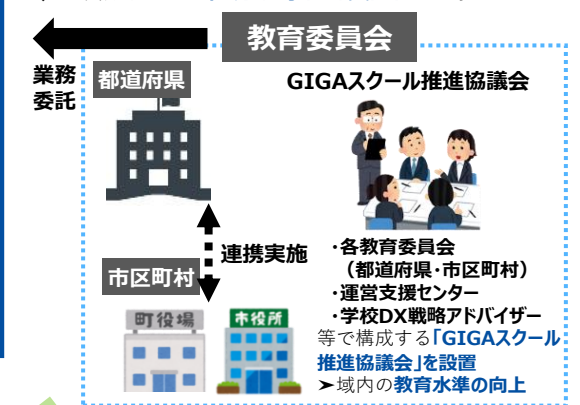 教育委員会
業務
委託
都道府県
GIGAスクール推進協議会
連携実施
市区町村
町役場
市役所
・各教育委員会
（都道府県・市区町村）
・運営支援センター
・学校DX戦略アドバイザー
等で構成する「GIGAスクール
推進協議会」を設置
➤域内の教育水準の向上